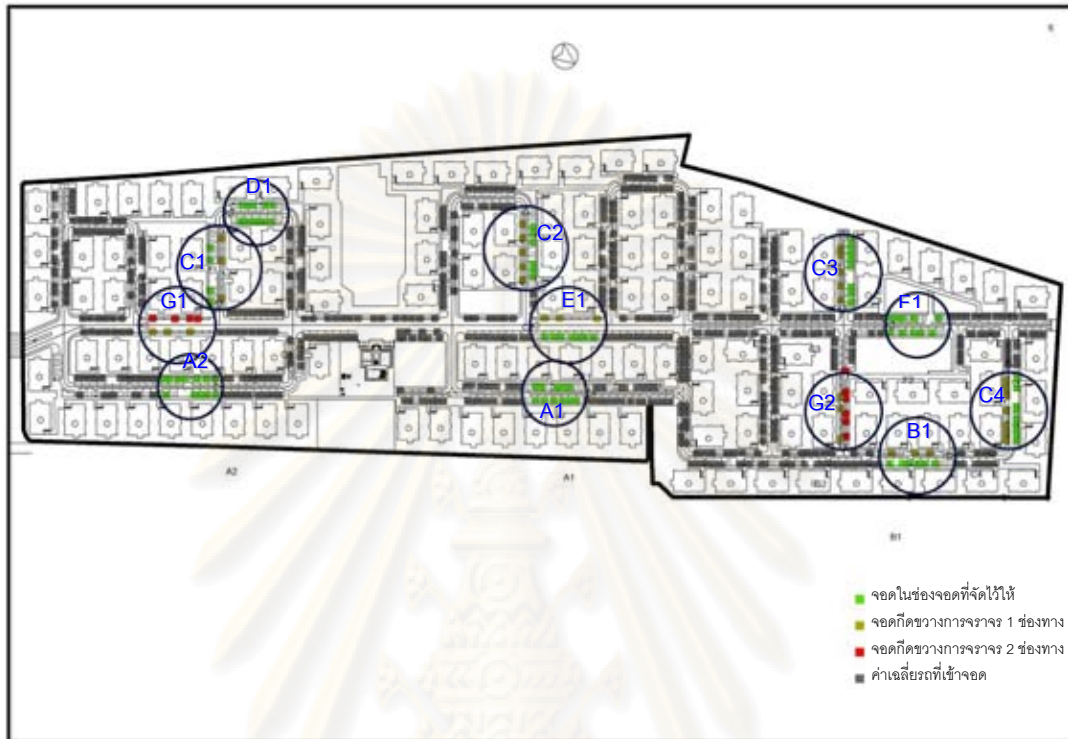 D1
C2
C1
C3
G1
E1
F1
A2
A1
G2
C4
B1
A2
A1
B1
จอดในช่องจอดที่จัดไว้ให้
จอดกีดขวางการจราจร 1 ช่องทาง
จอดกีดขวางการจราจร 2 ช่องทาง
ค่าเฉลี่ยรถที่เข้าจอด